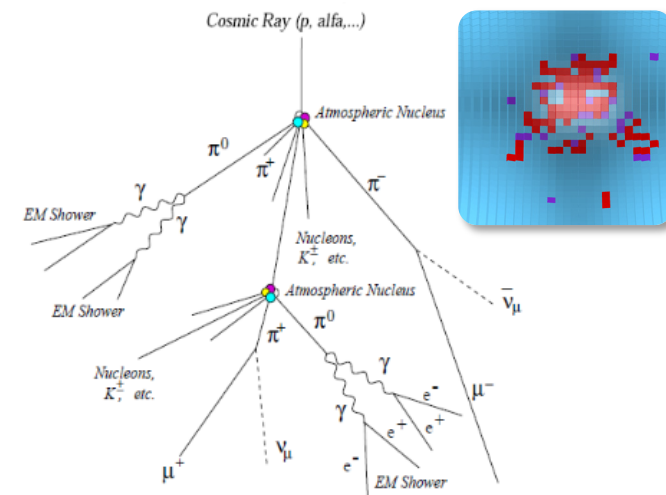 Cosmic Ray (p, alfa,...)
Atmospheric Nucleus
π⁰
π⁺
π⁻
γ
γ
EM Shower
EM Shower
Nucleons,
K,± etc.
ν̄μ
Atmospheric Nucleus
π⁺
π⁰
Nucleons,
K,± etc.
γ
γ
e⁻
e⁺
μ⁻
e⁺
e⁻
νμ
μ⁺
EM Shower